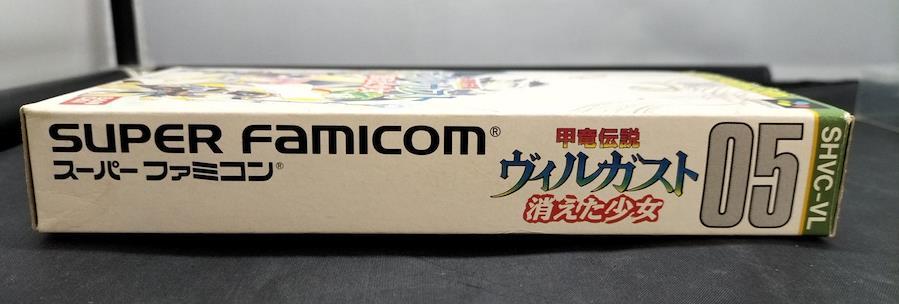 SUPER FAMICOM®
スーパーファミコン®
甲竜伝説
ヴィルガスト
消えた少女
05
SHVC-VL